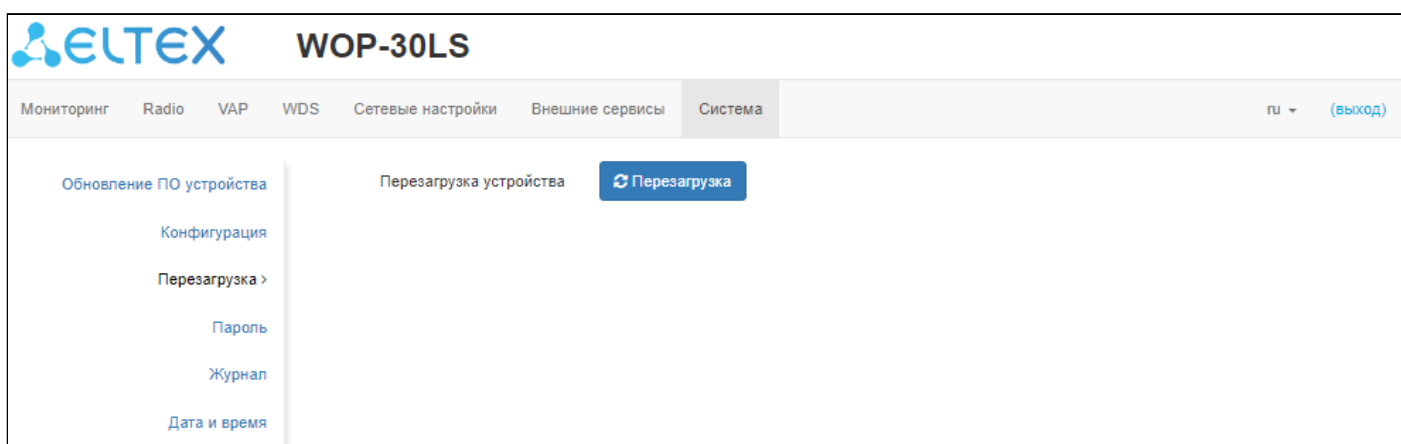 ELTEX WOP-30LS
Мониторинг Radio VAP WDS Сетевые настройки Внешние сервисы Система ru (выход)
Обновление ПО устройства
Перезагрузка устройства Перезагрузка
Конфигурация
Перезагрузка >
Пароль
Журнал
Дата и время